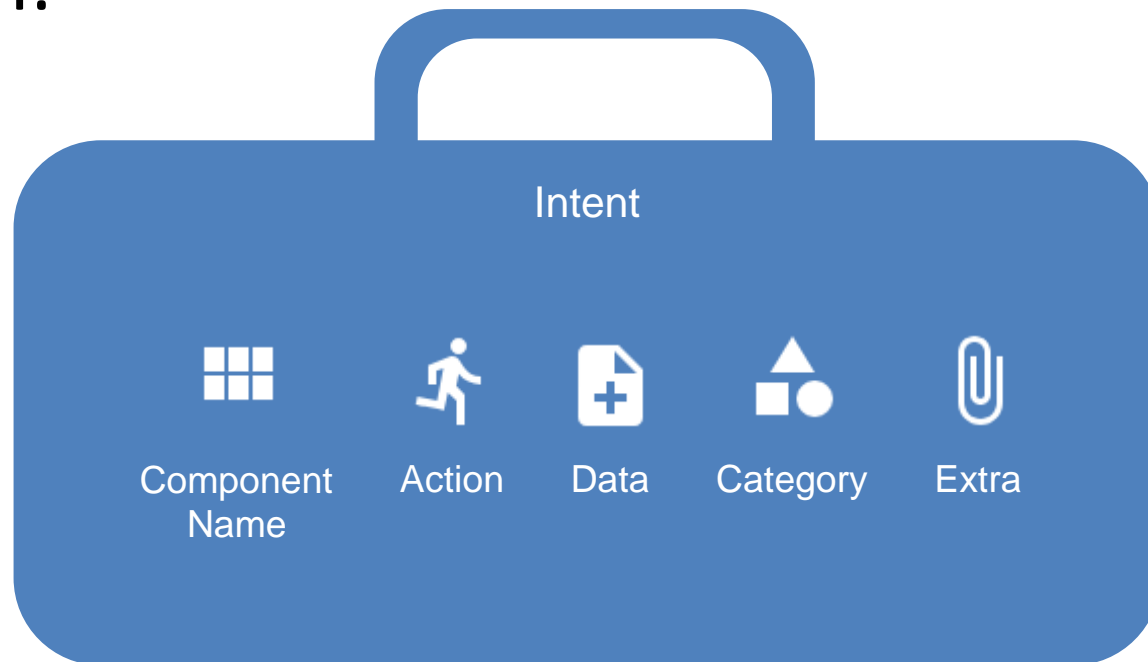 Intent
Component
Name
Action
Data
Category
Extra